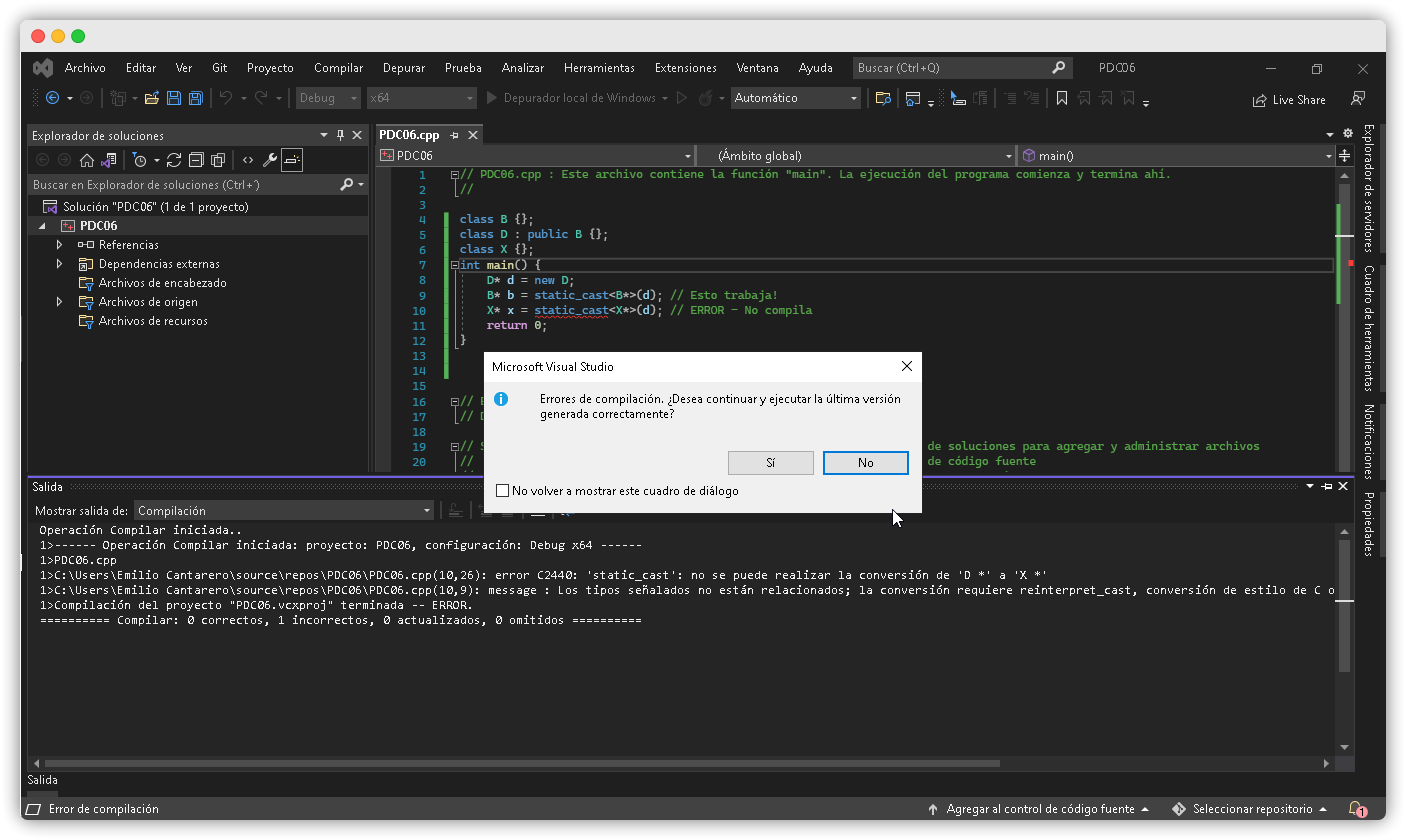 Archivo Editar Ver Git Proyecto Compilar Depurar Prueba Analizar Herramientas Extensiones Ventana Ayuda Buscar (Ctrl+Q) PDC06
Debug x64 Depurador local de Windows Automático Live Share
Explorador de soluciones
Buscar en Explorador de soluciones (Ctrl+´)
Solución "PDC06" (1 de 1 proyecto)
PDC06
Referencias
Dependencias externas
Archivos de encabezado
Archivos de origen
Archivos de recursos
PDC06.cpp
PDC06 (Ámbito global) main()
1 // PDC06.cpp : Este archivo contiene la función "main". La ejecución del programa comienza y termina ahí.
2 //
3
4 class B {};
5 class D : public B {};
6 class X {};
7 int main() {
8 D* d = new D;
9 B* b = static_cast<B*>(d); // Esto trabaja!
10 X* x = static_cast<X*>(d); // ERROR - No compila
11 return 0;
12 }
13
14
15
16 // E
17 // D
18
19 // S de soluciones para agregar y administrar archivos
20 // de código fuente
Microsoft Visual Studio
Errores de compilación. ¿Desea continuar y ejecutar la última versión
generada correctamente?
Sí No
No volver a mostrar este cuadro de diálogo
Explorador de servidores
Cuadro de herramientas
Notificaciones
Propiedades
Salida
Mostrar salida de: Compilación
Operación Compilar iniciada..
1>------ Operación Compilar iniciada: proyecto: PDC06, configuración: Debug x64 ------
1>PDC06.cpp
1>C:\Users\Emilio Cantarero\source\repos\PDC06\PDC06.cpp(10,26): error C2440: 'static_cast': no se puede realizar la conversión de 'D *' a 'X *'
1>C:\Users\Emilio Cantarero\source\repos\PDC06\PDC06.cpp(10,9): message : Los tipos señalados no están relacionados; la conversión requiere reinterpret_cast, conversión de estilo de C o
1>Compilación del proyecto "PDC06.vcxproj" terminada -- ERROR.
========== Compilar: 0 correctos, 1 incorrectos, 0 actualizados, 0 omitidos ==========
Salida
Error de compilación Agregar al control de código fuente Seleccionar repositorio 1